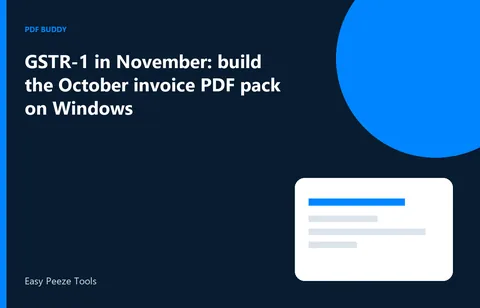 PDF BUDDY
GSTR-1 in November: build
the October invoice PDF pack
on Windows
Easy Peeze Tools